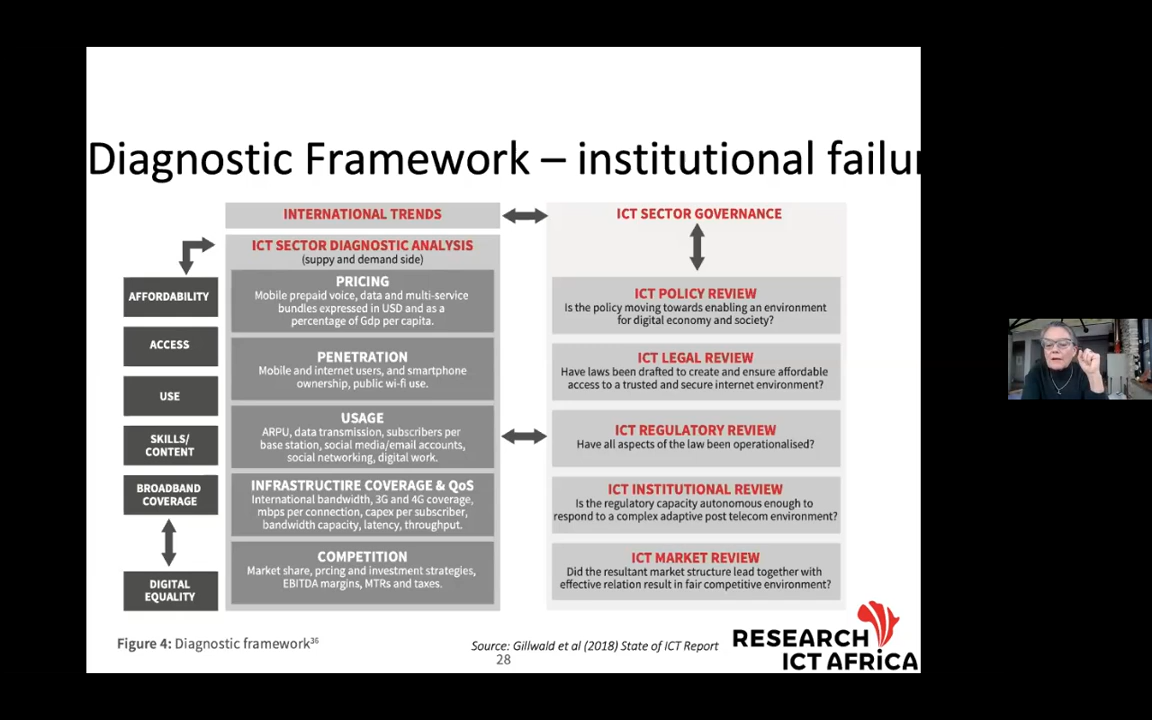 Diagnostic Framework – institutional failu
INTERNATIONAL TRENDS
ICT SECTOR DIAGNOSTIC ANALYSIS
(suppy and demand side)
AFFORDABILITY
ACCESS
USE
SKILLS/
CONTENT
BROADBAND
COVERAGE
DIGITAL
EQUALITY
PRICING
Mobile prepaid voice, data and multi-service
bundles expressed in USD and as a
percentage of Gdp per capita.
PENETRATION
Mobile and internet users, and smartphone
ownership, public wi-fi use.
USAGE
ARPU, data transmission, subscribers per
base station, social media/email accounts,
social networking, digital work.
INFRASTRUCTIRE COVERAGE & QoS
International bandwidth, 3G and 4G coverage,
mbps per connection, capex per subscriber,
bandwidth capacity, latency, throughput.
COMPETITION
Market share, prcing and investment strategies,
EBITDA margins, MTRs and taxes.
ICT SECTOR GOVERNANCE
ICT POLICY REVIEW
Is the policy moving towards enabling an environment
for digital economy and society?
ICT LEGAL REVIEW
Have laws been drafted to create and ensure affordable
access to a trusted and secure internet environment?
ICT REGULATORY REVIEW
Have all aspects of the law been operationalised?
ICT INSTITUTIONAL REVIEW
Is the regulatory capacity autonomous enough to
respond to a complex adaptive post telecom environment?
ICT MARKET REVIEW
Did the resultant market structure lead together with
effective relation result in fair competitive environment?
Figure 4: Diagnostic framework³⁶
Source: Gillwald et al (2018) State of ICT Report
28
RESEARCH
ICT AFRICA